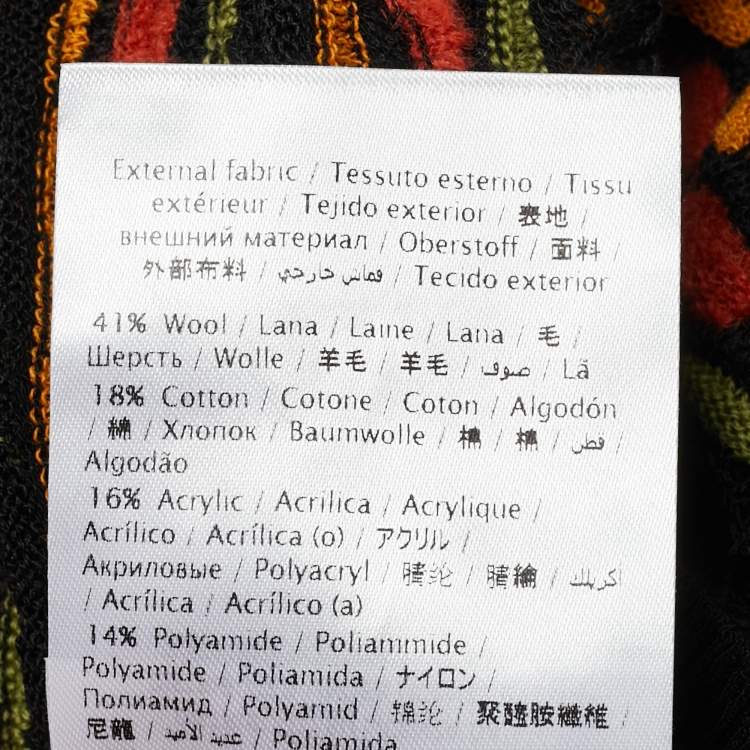 External fabric / Tessuto esterno / Tissu
extérieur / Tejido exterior / 表地 /
внешний материал / Oberstoff / 面料 /
外部布料 / قماش خارجي / Tecido exterior
41% Wool / Lana / Laine / Lana / 毛 /
Шерсть / Wolle / 羊毛 / 羊毛 / صوف / Lã
18% Cotton / Cotone / Coton / Algodón
/ 綿 / Хлопок / Baumwolle / 棉 / 棉 / قطن /
Algodão
16% Acrylic / Acrilica / Acrylique /
Acrílico / Acrílica (o) / アクリル /
Акриловые / Polyacryl / 腈纶 / 腈綸 / اكريلك
/ Acrílica / Acrílico (a)
14% Polyamide / Poliammide /
Polyamide / Poliamida / ナイロン /
Полиамид / Polyamid / 锦纶 / 聚醯胺纖維 /
尼龍 / عديد الأميد / Poliamida